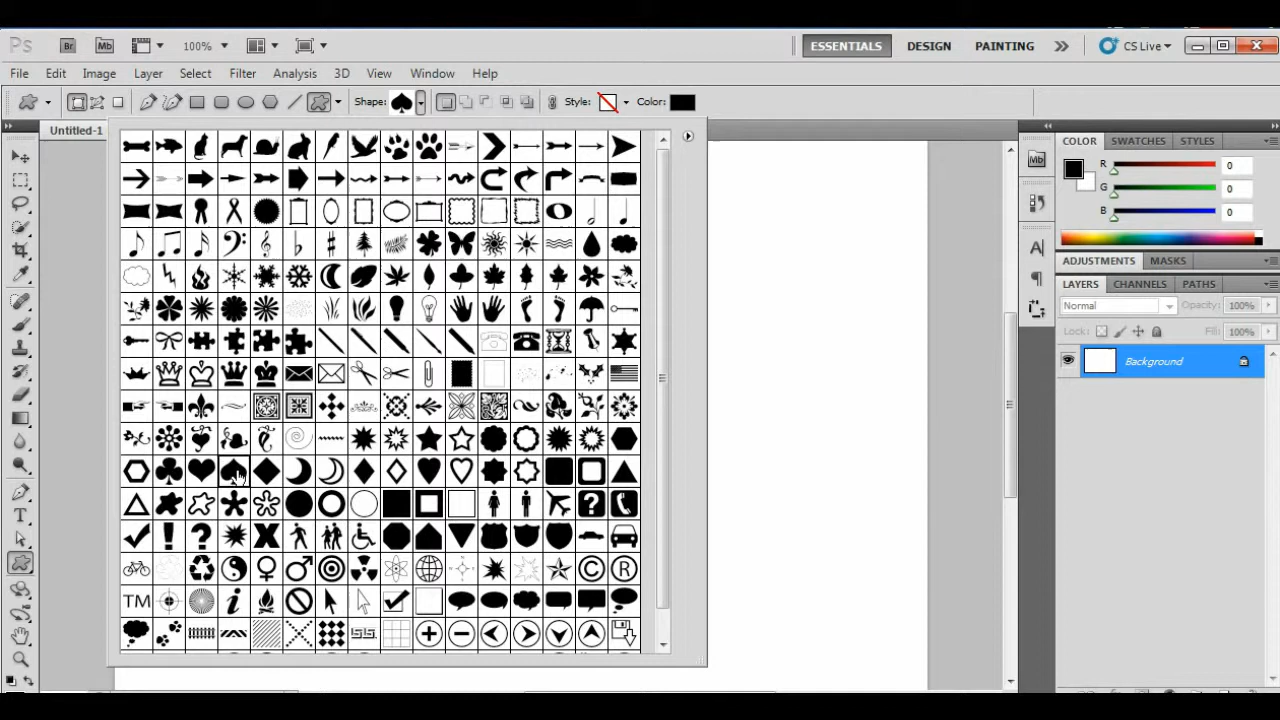 Ps Br Mb 100% ESSENTIALS DESIGN PAINTING CS Live
File Edit Image Layer Select Filter Analysis 3D View Window Help
Shape: Style: Color:
Untitled-1
COLOR SWATCHES STYLES
Mb
R 0
G 0
B 0
A
ADJUSTMENTS MASKS
LAYERS CHANNELS PATHS
Normal Opacity: 100%
Lock: Fill: 100%
Background
T
TM